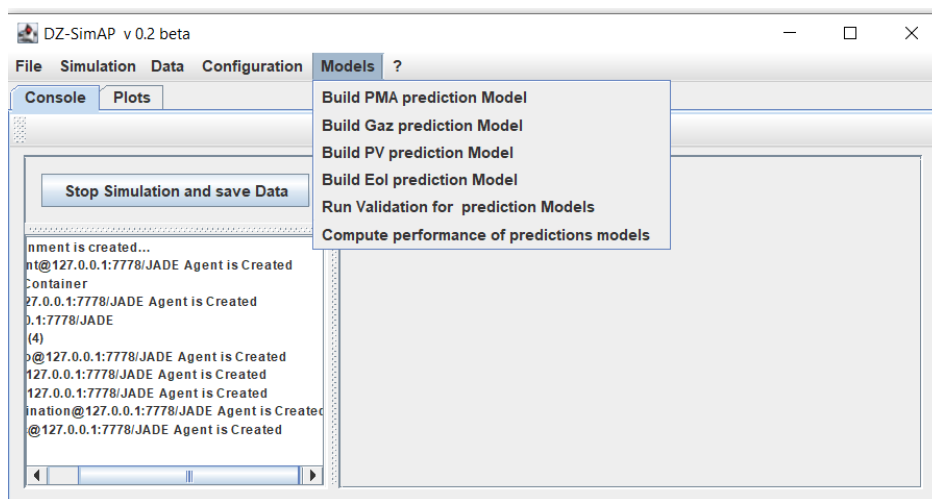 DZ-SimAP v 0.2 beta
File Simulation Data Configuration Models ?
Console Plots
Build PMA prediction Model
Build Gaz prediction Model
Build PV prediction Model
Build Eol prediction Model
Run Validation for prediction Models
Compute performance of predictions models
Stop Simulation and save Data
nment is created...
nt@127.0.0.1:7778/JADE Agent is Created
Container
27.0.0.1:7778/JADE Agent is Created
0.1:7778/JADE
(4)
o@127.0.0.1:7778/JADE Agent is Created
127.0.0.1:7778/JADE Agent is Created
127.0.0.1:7778/JADE Agent is Created
ination@127.0.0.1:7778/JADE Agent is Created
@127.0.0.1:7778/JADE Agent is Created